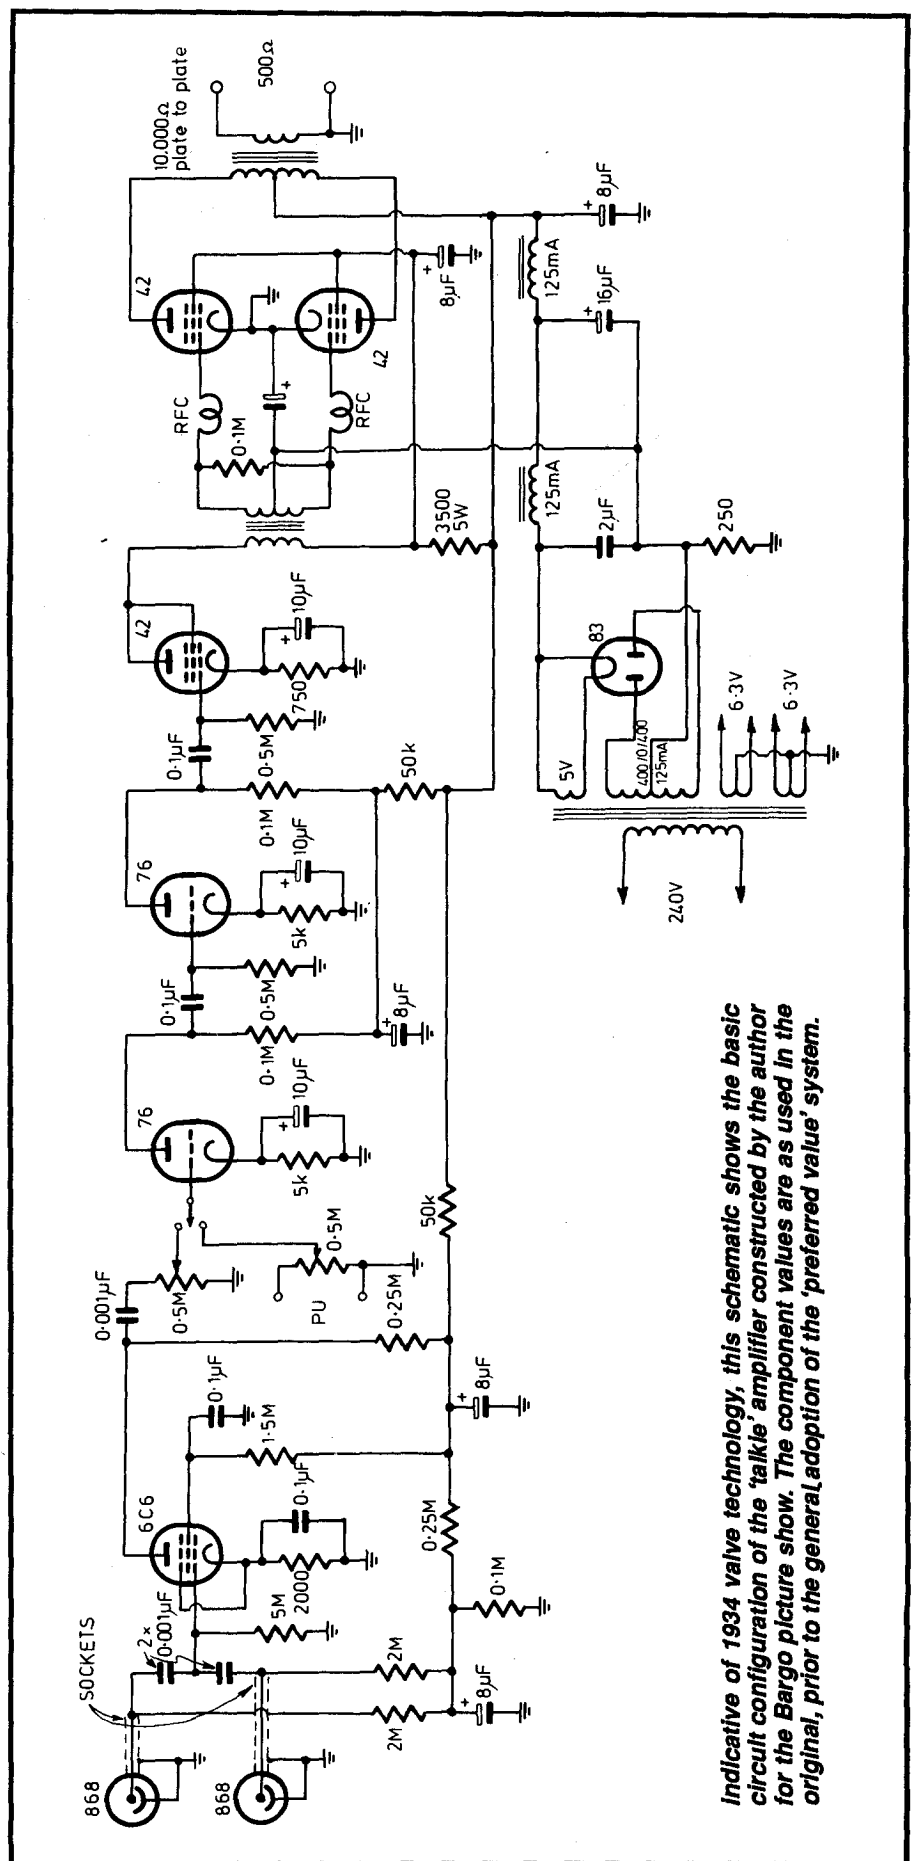 SOCKETS
868
868
2×
0·001µF
2M
2M
8µF
+
5M
2000
0·1µF
6C6
0·1µF
1·5M
0·25M
0·1M
8µF
+
0·001µF
0·5M
PU
0·5M
0·25M
50k
76
5k
10µF
+
0·1M
0·1µF
0·5M
8µF
+
76
5k
10µF
+
0·1M
50k
0·1µF
0·5M
42
750
10µF
+
3500
5W
RFC
0·1M
RFC
+
42
42
8µF
+
10.000Ω
plate to plate
500Ω
240V
5V
400/0/400
125mA
6·3V
6·3V
83
2µF
250
125mA
16µF
+
125mA
8µF
+
Indicative of 1934 valve technology, this schematic shows the basic
circuit configuration of the 'talkie' amplifier constructed by the author
for the Bargo picture show. The component values are as used in the
original, prior to the general adoption of the 'preferred value' system.